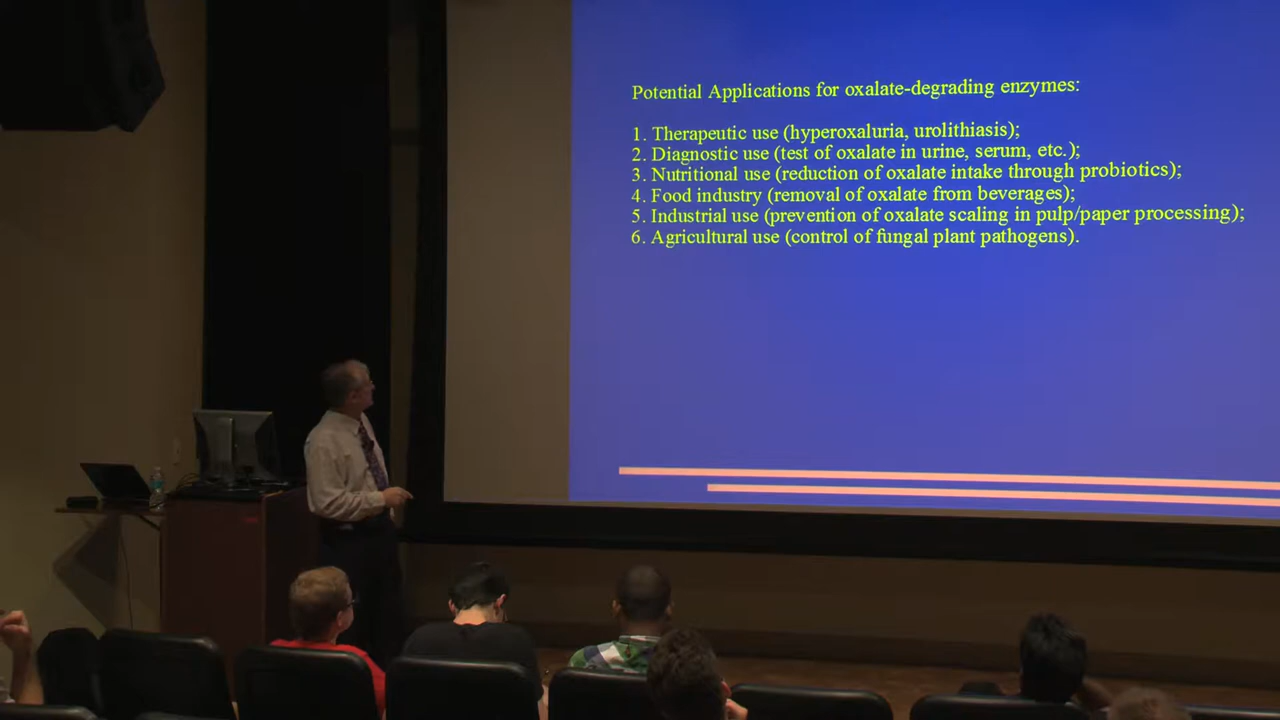 Potential Applications for oxalate-degrading enzymes:
1. Therapeutic use (hyperoxaluria, urolithiasis);
2. Diagnostic use (test of oxalate in urine, serum, etc.);
3. Nutritional use (reduction of oxalate intake through probiotics);
4. Food industry (removal of oxalate from beverages);
5. Industrial use (prevention of oxalate scaling in pulp/paper processing);
6. Agricultural use (control of fungal plant pathogens).